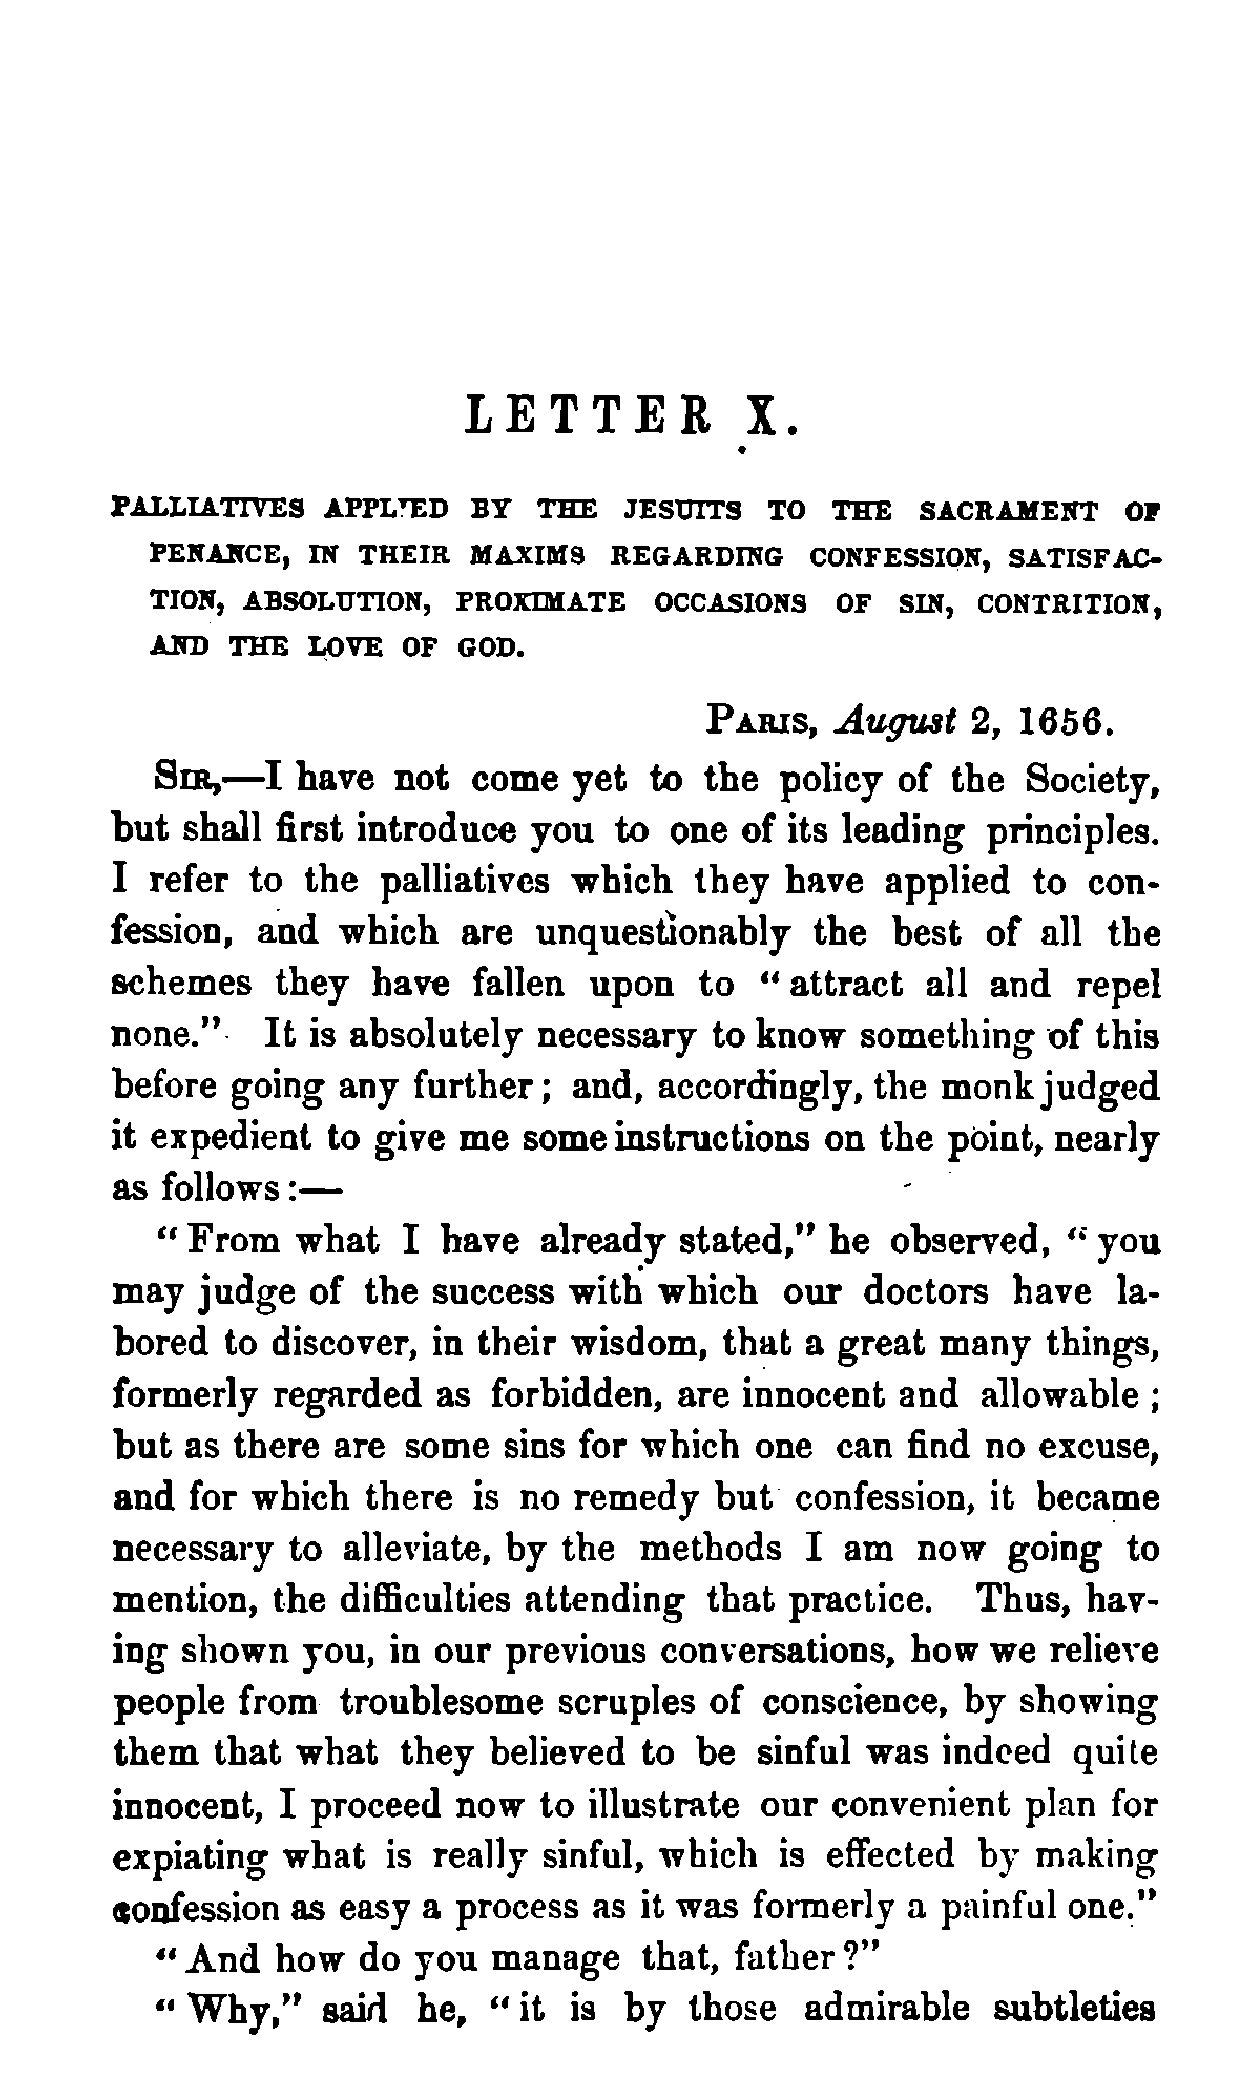 LETTER X.
PALLIATIVES APPLIED BY THE JESUITS TO THE SACRAMENT OF
PENANCE, IN THEIR MAXIMS REGARDING CONFESSION, SATISFAC-
TION, ABSOLUTION, PROXIMATE OCCASIONS OF SIN, CONTRITION,
AND THE LOVE OF GOD.
PARIS, August 2, 1656.
SIR,—I have not come yet to the policy of the Society,
but shall first introduce you to one of its leading principles.
I refer to the palliatives which they have applied to con-
fession, and which are unquestionably the best of all the
schemes they have fallen upon to "attract all and repel
none." It is absolutely necessary to know something of this
before going any further; and, accordingly, the monk judged
it expedient to give me some instructions on the point, nearly
as follows:—
"From what I have already stated," he observed, "you
may judge of the success with which our doctors have la-
bored to discover, in their wisdom, that a great many things,
formerly regarded as forbidden, are innocent and allowable;
but as there are some sins for which one can find no excuse,
and for which there is no remedy but confession, it became
necessary to alleviate, by the methods I am now going to
mention, the difficulties attending that practice. Thus, hav-
ing shown you, in our previous conversations, how we relieve
people from troublesome scruples of conscience, by showing
them that what they believed to be sinful was indeed quite
innocent, I proceed now to illustrate our convenient plan for
expiating what is really sinful, which is effected by making
confession as easy a process as it was formerly a painful one."
"And how do you manage that, father?"
"Why," said he, "it is by those admirable subtleties